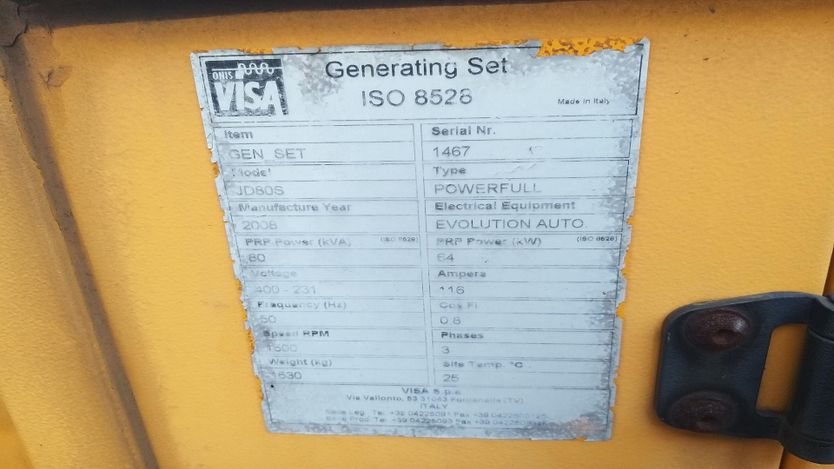 ONIS
VISA
Generating Set
ISO 8528
Made in Italy
Item
Serial Nr.
GEN SET
1467
Model
Type
JD80S
POWERFULL
Manufacture Year
Electrical Equipment
EVOLUTION AUTO
PRP Power (kVA) (ISO 8528)
PRP Power (kW) (ISO 8528)
80
64
Voltage
Ampere
400 - 231
116
Frequency (Hz)
Cos Fi
50
0.8
Speed RPM
Phases
1500
3
Weight (kg)
Site Temp. °C
1630
25
VISA S.p.a.
ITALY